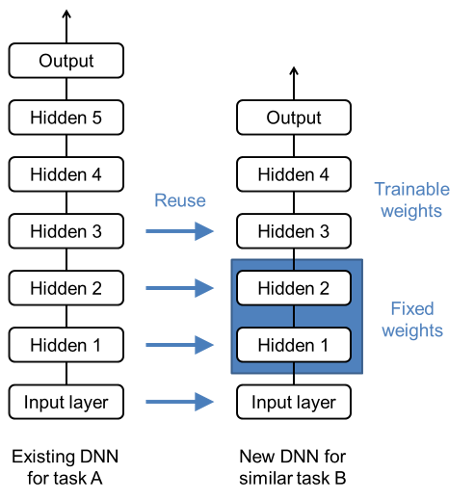 Output
Hidden 5
Hidden 4
Hidden 3
Hidden 2
Hidden 1
Input layer
Existing DNN
for task A
Reuse
Output
Hidden 4
Hidden 3
Hidden 2
Hidden 1
Input layer
New DNN for
similar task B
Trainable
weights
Fixed
weights